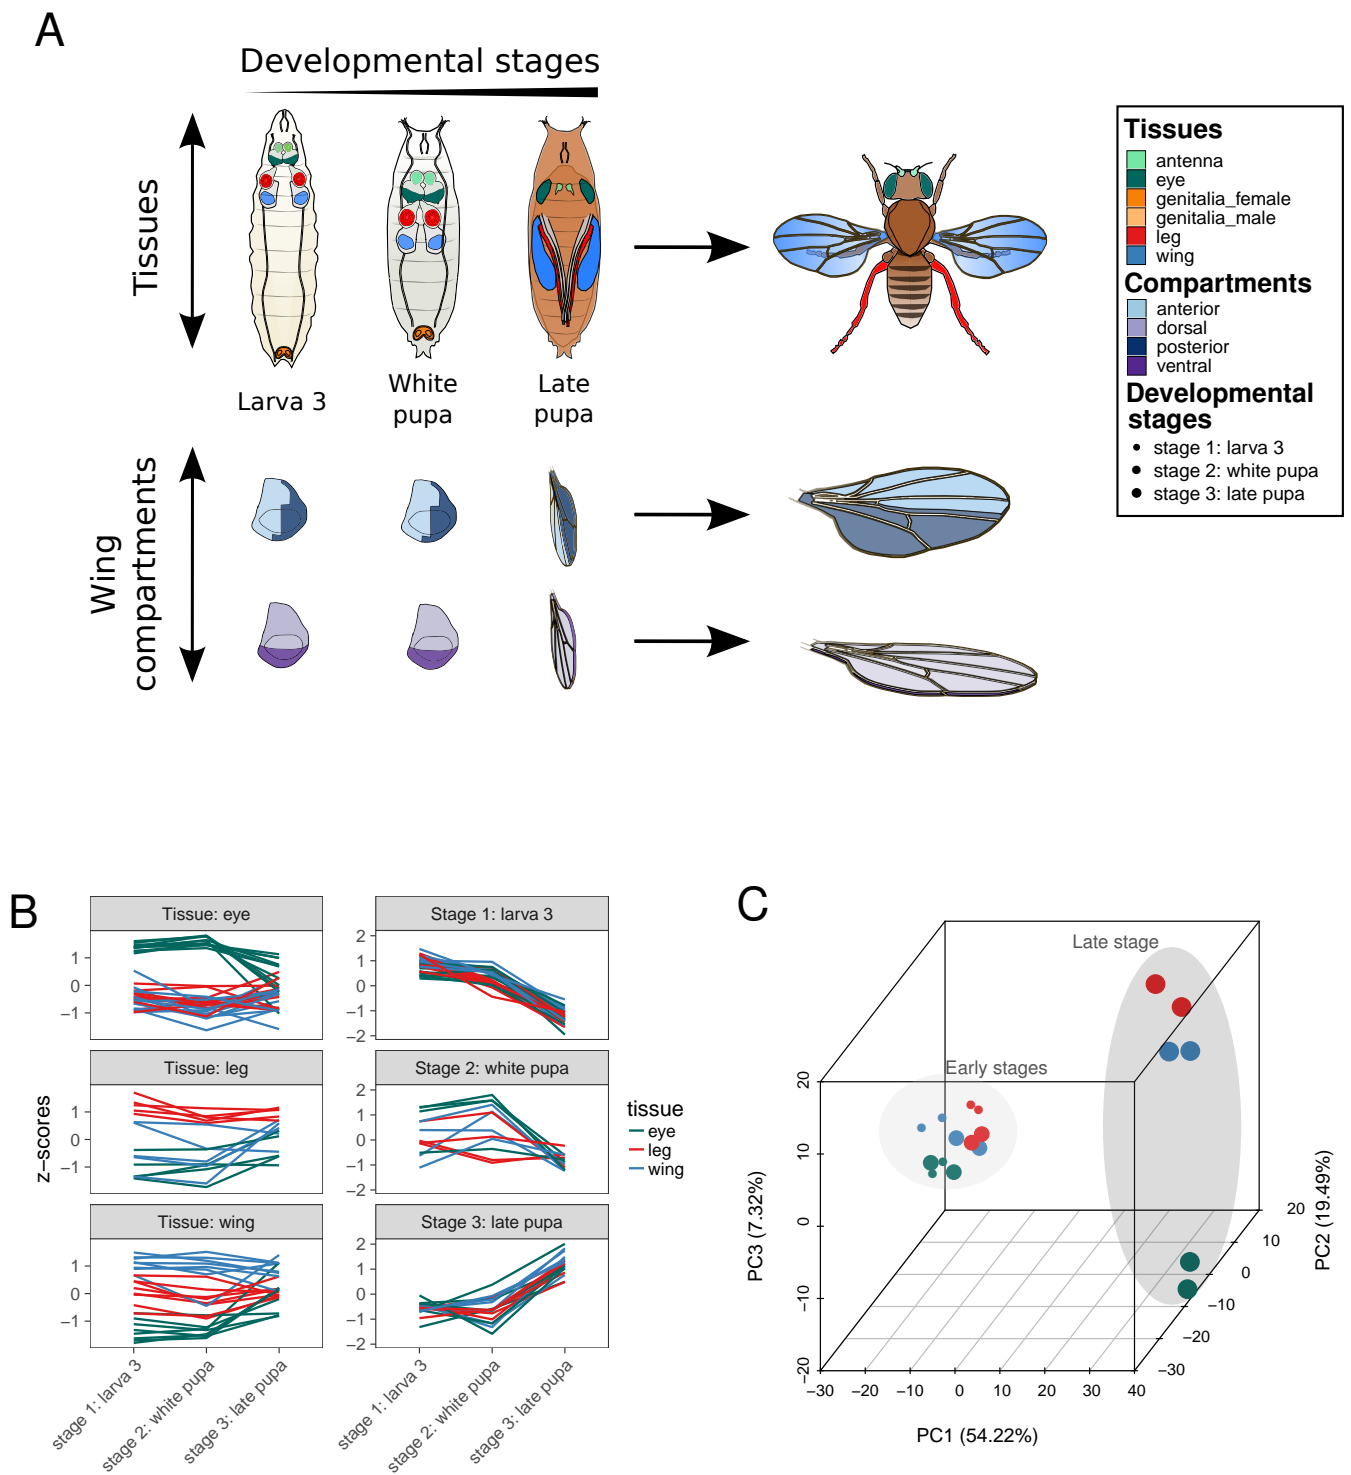 A
Developmental stages
Tissues
Larva 3
White
pupa
Late
pupa
Wing
compartments
Tissues
antenna
eye
genitalia_female
genitalia_male
leg
wing
Compartments
anterior
dorsal
posterior
ventral
Developmental
stages
stage 1: larva 3
stage 2: white pupa
stage 3: late pupa
B
z−scores
Tissue: eye
1
0
−1
Stage 1: larva 3
2
1
0
−1
−2
Tissue: leg
1
0
−1
Stage 2: white pupa
2
1
0
−1
−2
Tissue: wing
1
0
−1
Stage 3: late pupa
2
1
0
−1
−2
stage 1: larva 3
stage 2: white pupa
stage 3: late pupa
stage 1: larva 3
stage 2: white pupa
stage 3: late pupa
tissue
eye
leg
wing
C
Late stage
Early stages
PC3 (7.32%)
20
10
0
−10
−20
−30 −20 −10 0 10 20 30 40
PC1 (54.22%)
20
10
0
−10
−20
−30
PC2 (19.49%)